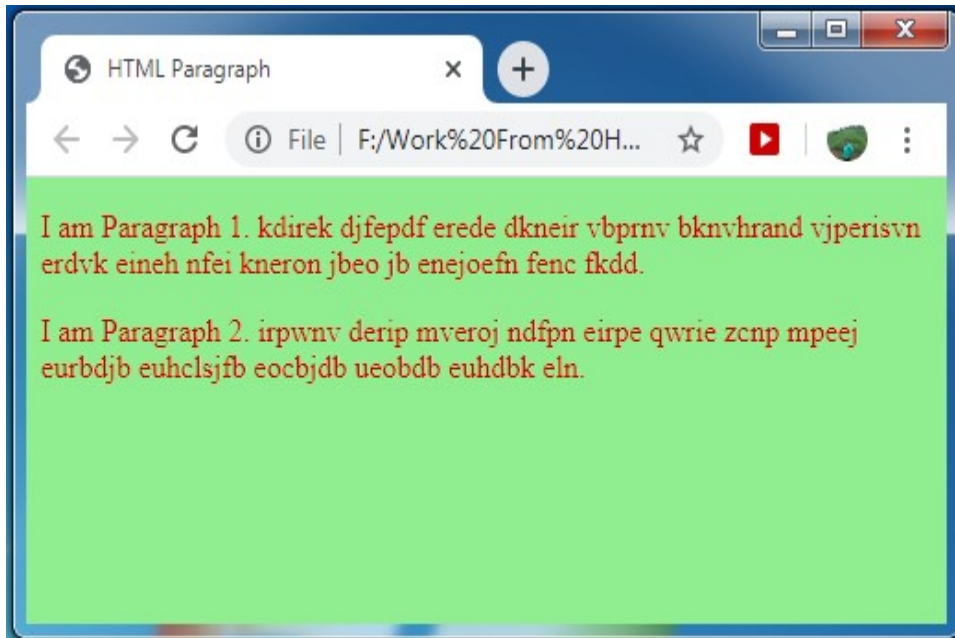 HTML Paragraph
File F:/Work%20From%20H...
I am Paragraph 1. kdirek djfepdf erede dkneir vbprnv bknvhrand vjperisvn
erdvk eineh nfei kneron jbeo jb enejoefn fenc fkdd.
I am Paragraph 2. irpwnv derip mveroj ndfpn eirpe qwrie zcnp mpeej
eurbdjb euhclsjfb eocbjdb ueobdb euhdbk eln.